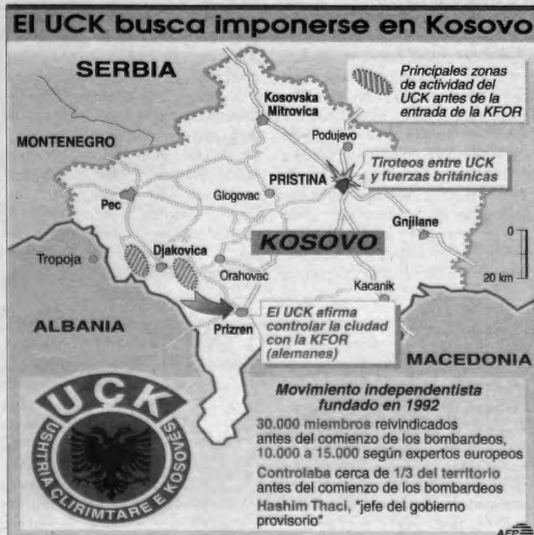 El UCK busca imponerse en Kosovo
SERBIA
Principales zonas
de actividad del
UCK antes de la
entrada de la KFOR
Kosovska
Mitrovica
MONTENEGRO
Podujevo
Tiroteos entre UCK
y fuerzas británicas
PRISTINA
Pec
Glogovac
Gnjilane
KOSOVO
0
20 km
Djakovica
Tropoja
Orahovac
Kacanik
El UCK afirma
controlar la ciudad
con la KFOR
(alemanes)
ALBANIA
Prizren
MACEDONIA
UÇK
USHTRIA ÇLIRIMTARE E KOSOVËS
Movimiento independentista
fundado en 1992
30.000 miembros reivindicados
antes del comienzo de los bombardeos,
10.000 a 15.000 según expertos europeos
Controlaba cerca de 1/3 del territorio
antes del comienzo de los bombardeos
Hashim Thaci, "jefe del gobierno
provisorio"
AFP